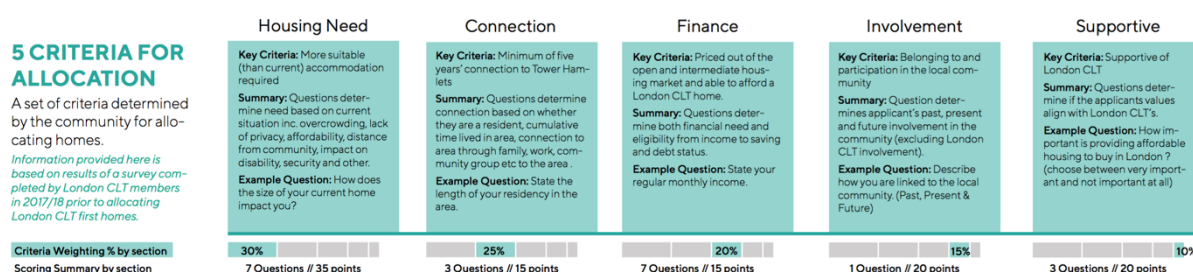 5 CRITERIA FOR
ALLOCATION
A set of criteria determined
by the community for allo-
cating homes.
Information provided here is
based on results of a survey com-
pleted by London CLT members
in 2017/18 prior to allocating
London CLT first homes.
Criteria Weighting % by section
Scoring Summary by section
Housing Need
Key Criteria: More suitable
(than current) accommodation
required
Summary: Questions deter-
mine need based on current
situation inc. overcrowding, lack
of privacy, affordability, distance
from community, impact on
disability, security and other.
Example Question: How does
the size of your current home
impact you?
30%
7 Questions // 35 points
Connection
Key Criteria: Minimum of five
years' connection to Tower Ham-
lets
Summary: Questions determine
connection based on whether
they are a resident, cumulative
time lived in area, connection to
area through family, work, com-
munity group etc to the area .
Example Question: State the
length of your residency in the
area.
25%
3 Questions // 15 points
Finance
Key Criteria: Priced out of the
open and intermediate hous-
ing market and able to afford a
London CLT home.
Summary: Questions deter-
mine both financial need and
eligibility from income to saving
and debt status.
Example Question: State your
regular monthly income.
20%
7 Questions // 15 points
Involvement
Key Criteria: Belonging to and
participation in the local com-
munity
Summary: Question deter-
mines applicant's past, present
and future involvement in the
community (excluding London
CLT involvement).
Example Question: Describe
how you are linked to the local
community. (Past, Present &
Future)
15%
1 Question // 20 points
Supportive
Key Criteria: Supportive of
London CLT
Summary: Questions deter-
mine if the applicants values
align with London CLT's.
Example Question: How im-
portant is providing affordable
housing to buy in London ?
(choose between very import-
ant and not important at all)
10%
3 Questions // 20 points